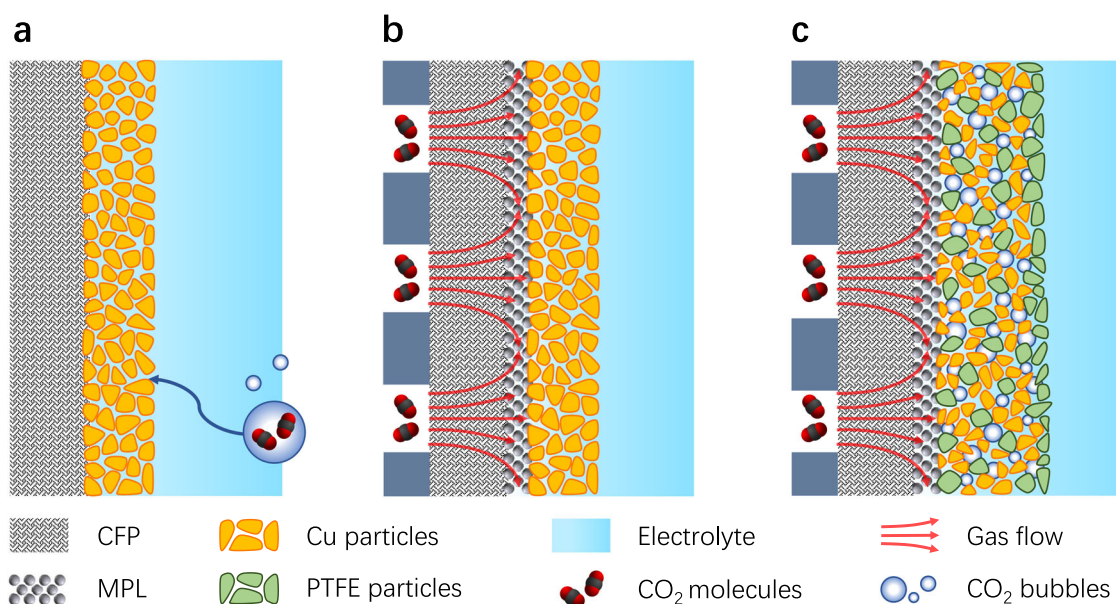 a
b
c
CFP
Cu particles
Electrolyte
Gas flow
MPL
PTFE particles
CO₂ molecules
CO₂ bubbles